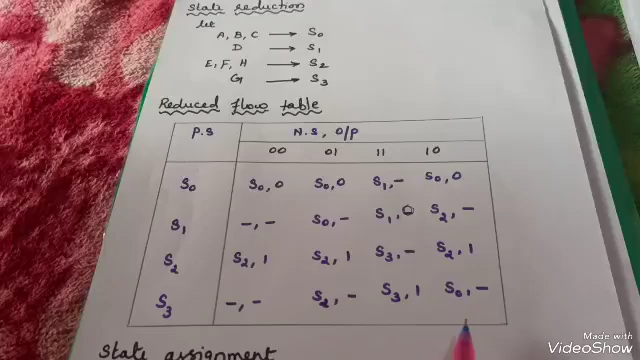 State reduction
let
A, B, C → S0
D → S1
E, F, H → S2
G → S3
Reduced flow table
P.S N.S, O/P
00 01 11 10
S0 S0, 0 S0, 0 S1, - S0, 0
S1 -, - S0, - S1, 0 S2, -
S2 S2, 1 S2, 1 S3, - S2, 1
S3 -, - S2, - S3, 1 S0, -
State assignment
Made with
VideoShow